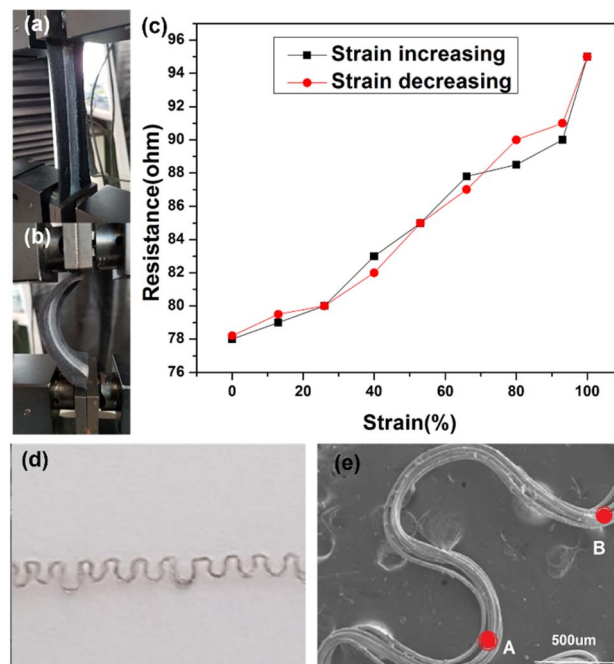 (a)
(b)
(c)
Strain increasing
Strain decreasing
96
94
92
90
88
86
84
82
80
78
76
Resistance(ohm)
0
20
40
60
80
100
Strain(%)
(d)
(e)
B
A
500um